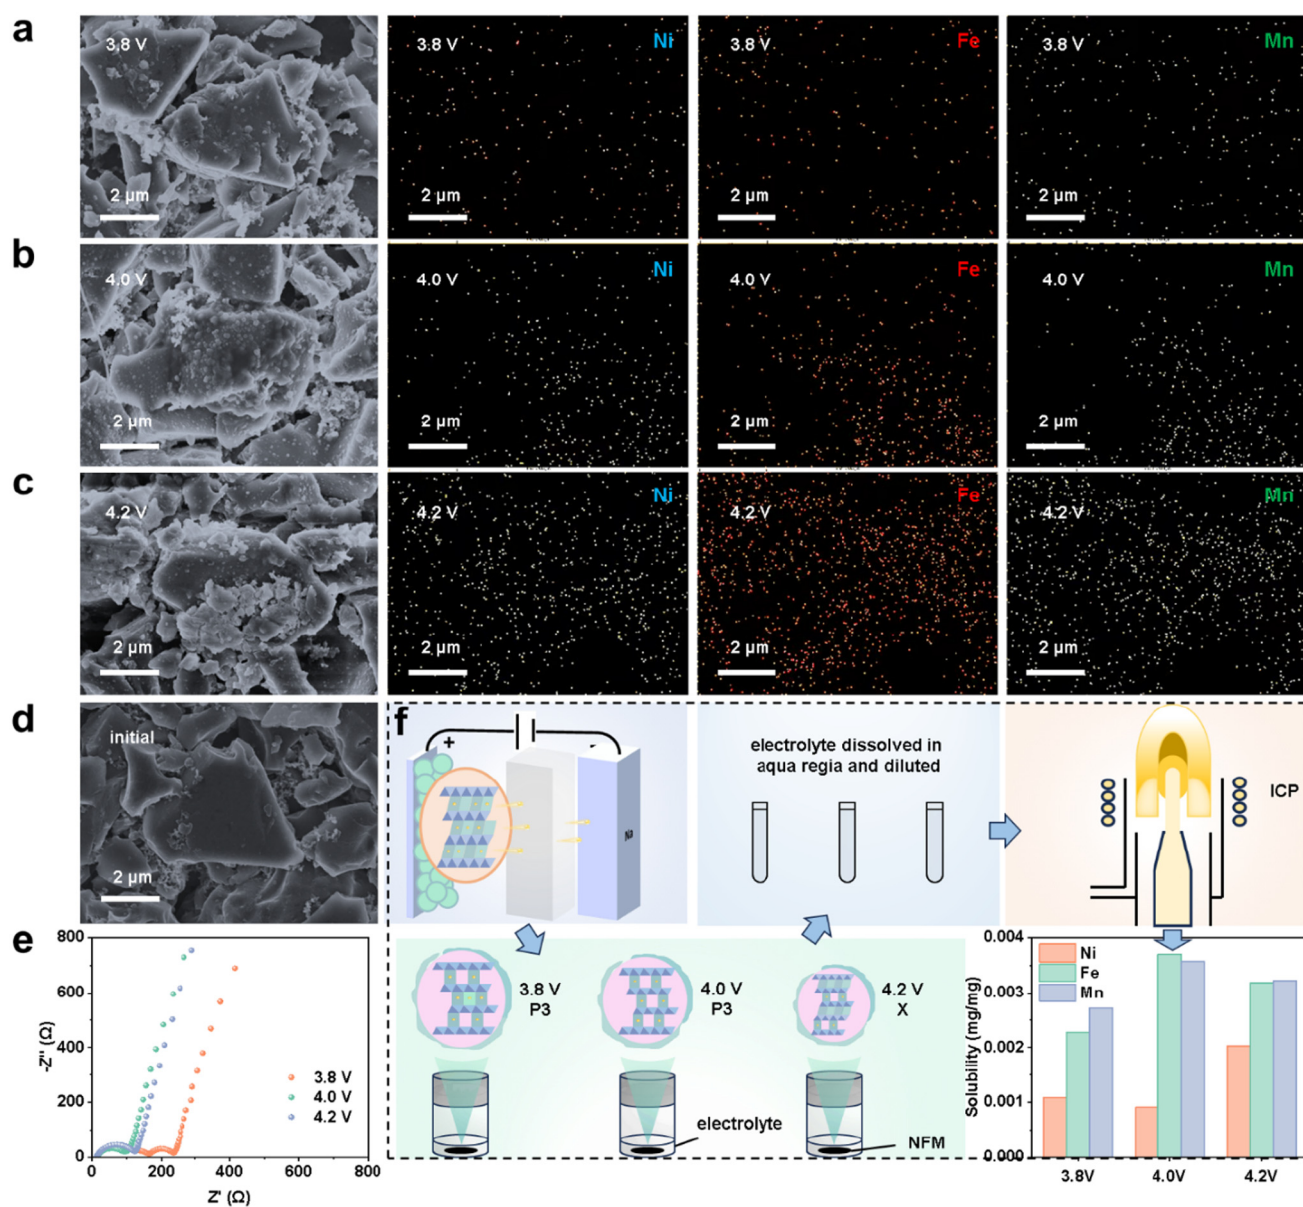 a
3.8 V
2 µm
3.8 V
Ni
2 µm
3.8 V
Fe
2 µm
3.8 V
Mn
2 µm
b
4.0 V
2 µm
4.0 V
Ni
2 µm
4.0 V
Fe
2 µm
4.0 V
Mn
2 µm
c
4.2 V
2 µm
4.2 V
Ni
2 µm
4.2 V
Fe
2 µm
4.2 V
Mn
2 µm
d
initial
2 µm
e
800
600
400
200
0
-Z'' (Ω)
3.8 V
4.0 V
4.2 V
0
200
400
600
800
Z' (Ω)
f
+
-
Na
electrolyte dissolved in
aqua regia and diluted
ICP
3.8 V
P3
4.0 V
P3
4.2 V
X
electrolyte
NFM
0.004
0.003
0.002
0.001
0.000
Solubility (mg/mg)
Ni
Fe
Mn
3.8V
4.0V
4.2V